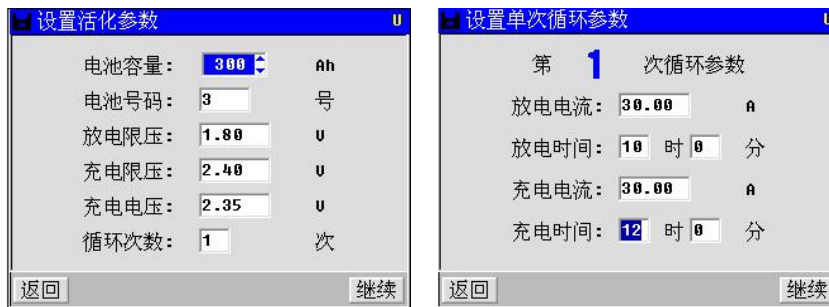 设置活化参数 U
电池容量: 300 Ah
电池号码: 3 号
放电限压: 1.80 U
充电限压: 2.40 U
充电电压: 2.35 U
循环次数: 1 次
返回 继续
设置单次循环参数 U
第 1 次循环参数
放电电流: 30.00 A
放电时间: 10 时 0 分
充电电流: 30.00 A
充电时间: 12 时 0 分
返回 继续